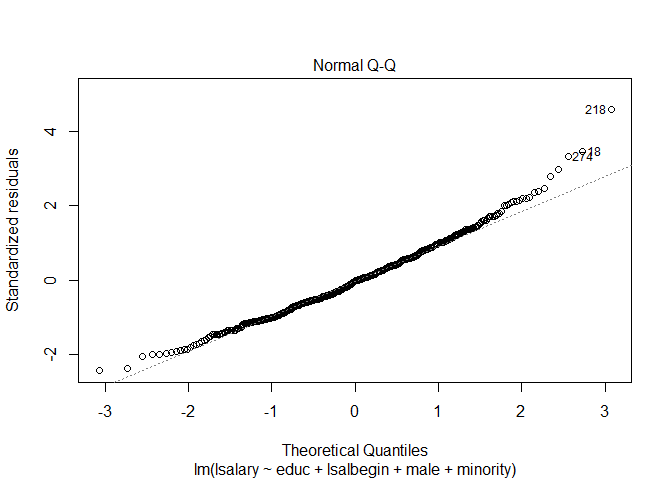 Normal Q-Q
218
18
274
Standardized residuals
4
2
0
-2
-3 -2 -1 0 1 2 3
Theoretical Quantiles
lm(lsalary ~ educ + lsalbegin + male + minority)